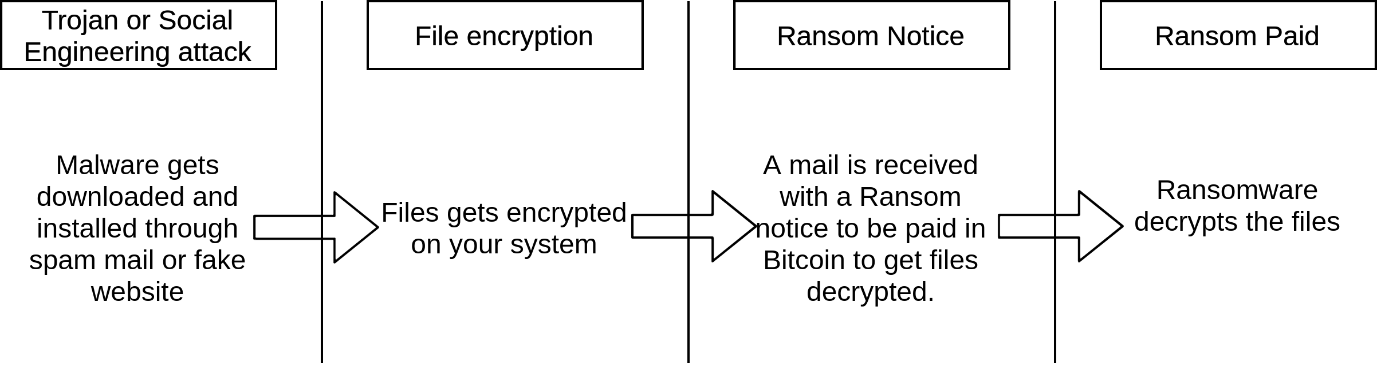 Trojan or Social
Engineering attack
File encryption
Ransom Notice
Ransom Paid
Malware gets
downloaded and
installed through
spam mail or fake
website
Files gets encrypted
on your system
A mail is received
with a Ransom
notice to be paid in
Bitcoin to get files
decrypted.
Ransomware
decrypts the files